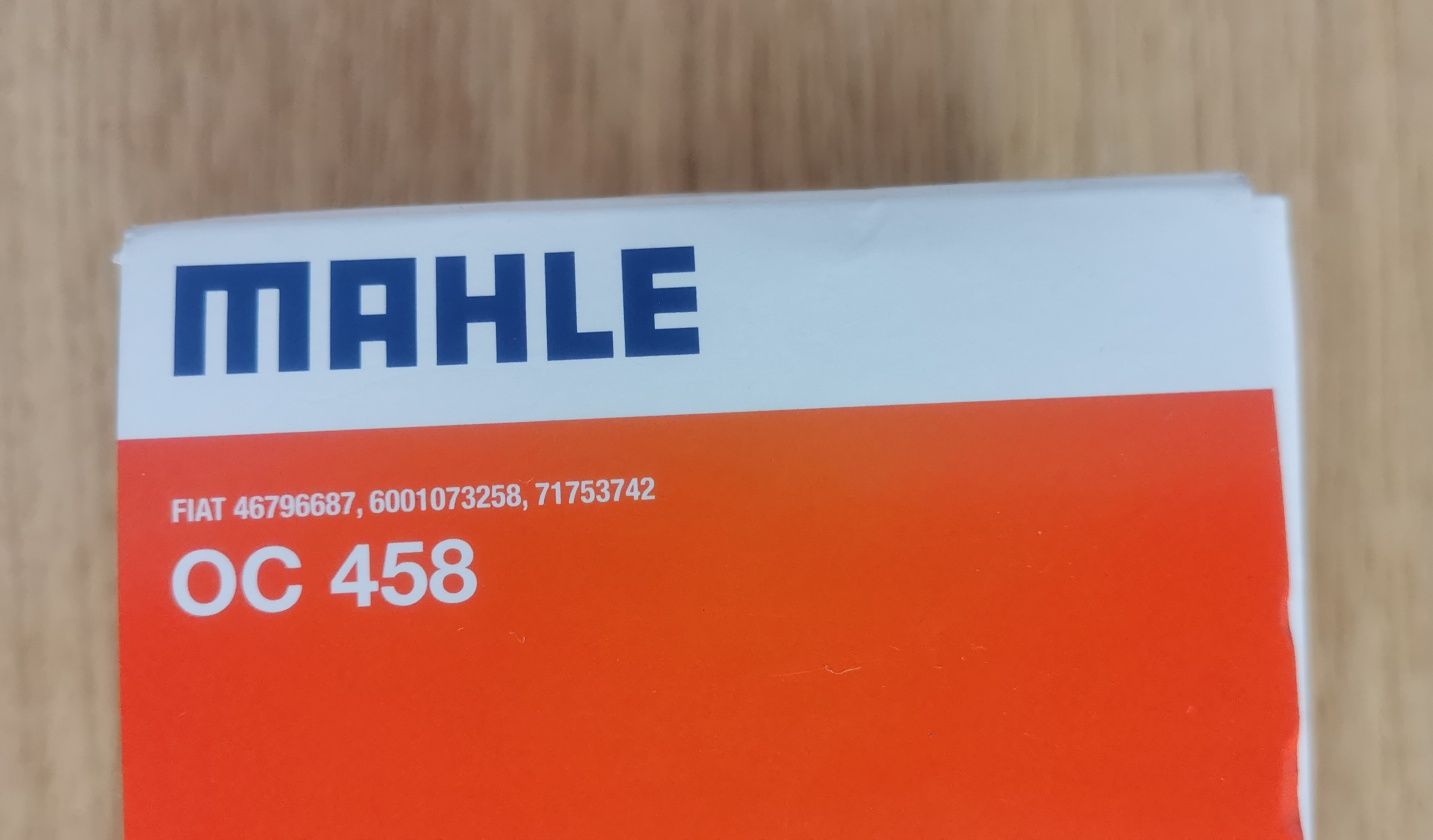 MAHLE
FIAT 46796687, 6001073258, 71753742
OC 458